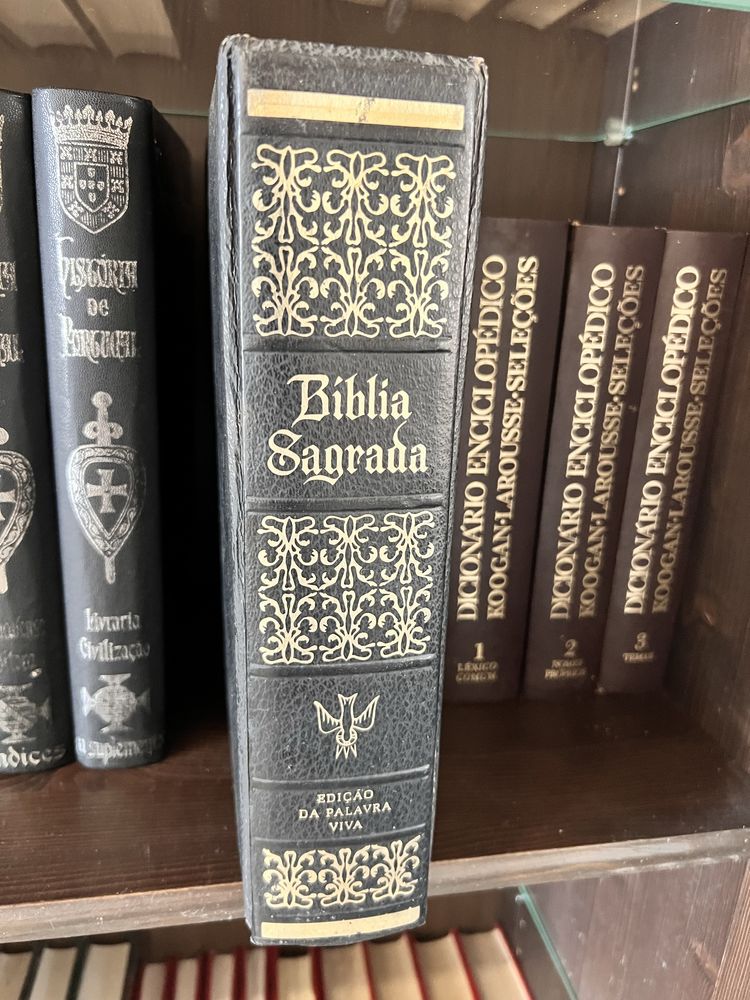 História
de
Portugal
Livraria
Civilização
Bíblia
Sagrada
EDIÇÃO
DA PALAVRA
VIVA
DICIONÁRIO ENCICLOPÉDICO
KOOGAN·LAROUSSE·SELEÇÕES
1
LÉXICO
COMUM
DICIONÁRIO ENCICLOPÉDICO
KOOGAN·LAROUSSE·SELEÇÕES
2
NOMES
PRÓPRIOS
DICIONÁRIO ENCICLOPÉDICO
KOOGAN·LAROUSSE·SELEÇÕES
3
TEMAS